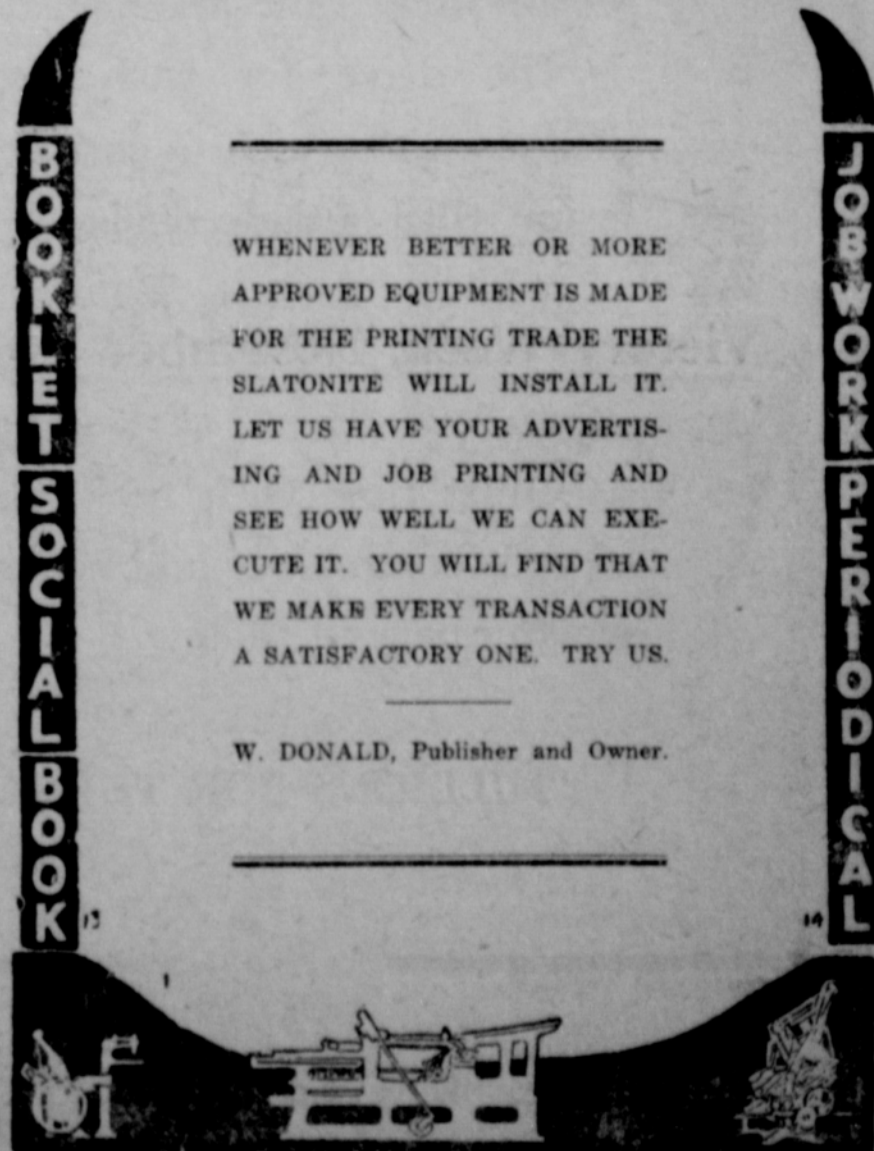 BOOKLET
SOCIAL
BOOK
13
WHENEVER BETTER OR MORE
APPROVED EQUIPMENT IS MADE
FOR THE PRINTING TRADE THE
SLATONITE WILL INSTALL IT.
LET US HAVE YOUR ADVERTIS-
ING AND JOB PRINTING AND
SEE HOW WELL WE CAN EXE-
CUTE IT. YOU WILL FIND THAT
WE MAKE EVERY TRANSACTION
A SATISFACTORY ONE. TRY US.
W. DONALD, Publisher and Owner.
JOB WORK
PERIODICAL
14